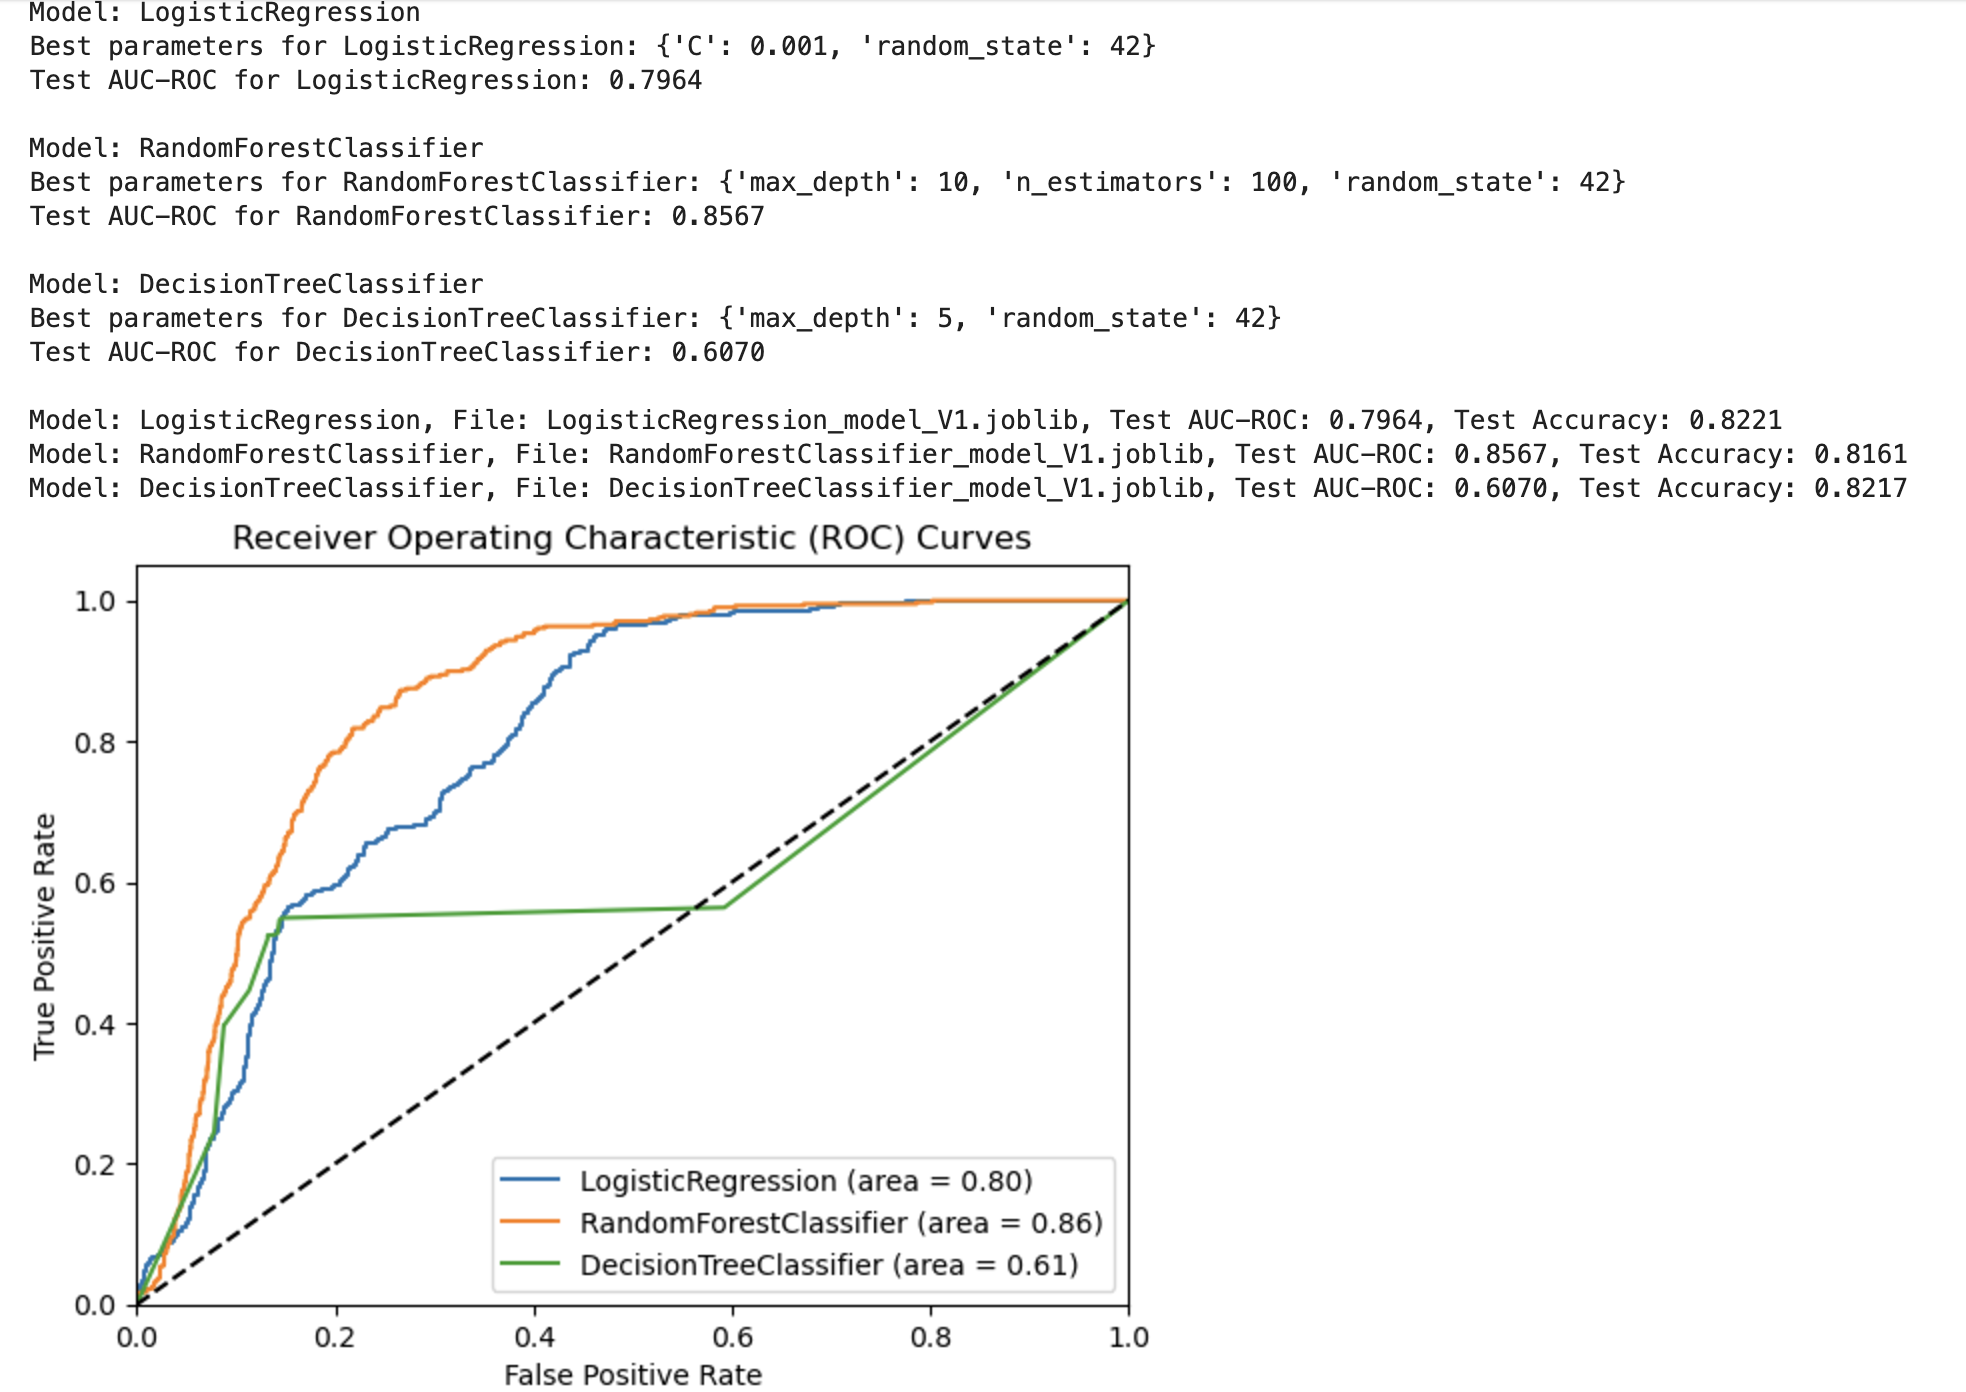 Model: LogisticRegression
Best parameters for LogisticRegression: {'C': 0.001, 'random_state': 42}
Test AUC-ROC for LogisticRegression: 0.7964
Model: RandomForestClassifier
Best parameters for RandomForestClassifier: {'max_depth': 10, 'n_estimators': 100, 'random_state': 42}
Test AUC-ROC for RandomForestClassifier: 0.8567
Model: DecisionTreeClassifier
Best parameters for DecisionTreeClassifier: {'max_depth': 5, 'random_state': 42}
Test AUC-ROC for DecisionTreeClassifier: 0.6070
Model: LogisticRegression, File: LogisticRegression_model_V1.joblib, Test AUC-ROC: 0.7964, Test Accuracy: 0.8221
Model: RandomForestClassifier, File: RandomForestClassifier_model_V1.joblib, Test AUC-ROC: 0.8567, Test Accuracy: 0.8161
Model: DecisionTreeClassifier, File: DecisionTreeClassifier_model_V1.joblib, Test AUC-ROC: 0.6070, Test Accuracy: 0.8217
Receiver Operating Characteristic (ROC) Curves
1.0
0.8
0.6
0.4
0.2
0.0
True Positive Rate
LogisticRegression (area = 0.80)
RandomForestClassifier (area = 0.86)
DecisionTreeClassifier (area = 0.61)
0.0 0.2 0.4 0.6 0.8 1.0
False Positive Rate